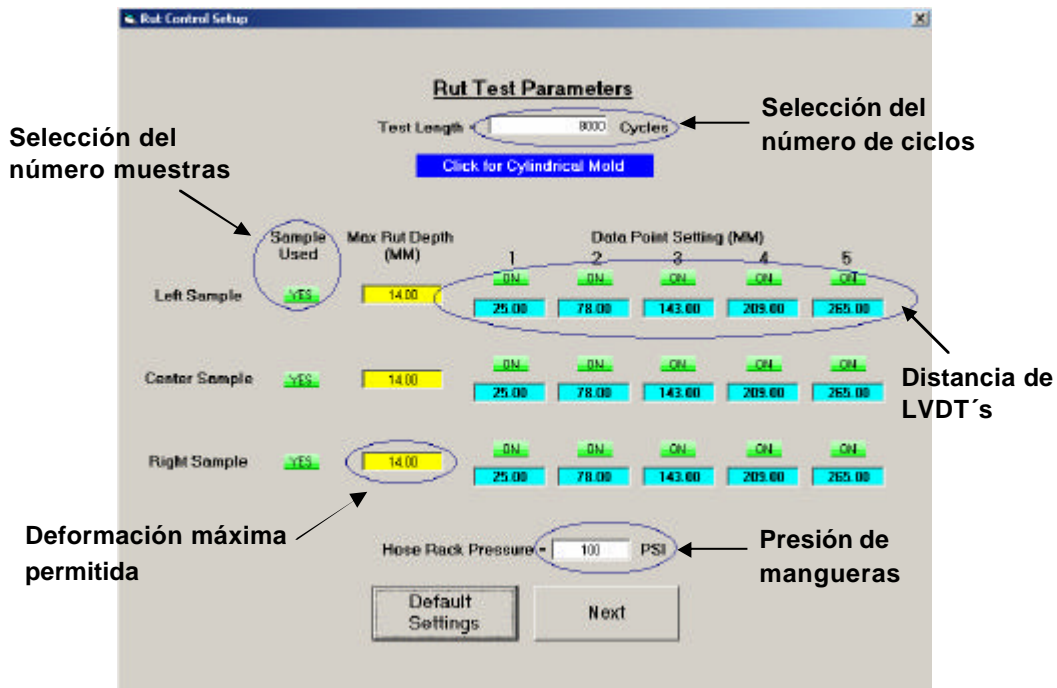 Rut Control Setup
Rut Test Parameters
Test Length = 8000 Cycles
Selección del
número de ciclos
Click for Cylindrical Mold
Selección del
número muestras
Sample
Used
Max Rut Depth
(MM)
Data Point Setting (MM)
1 2 3 4 5
ON ON ON ON ON
Left Sample YES 14.00 25.00 78.00 143.00 209.00 265.00
ON ON ON ON ON
Center Sample YES 14.00 25.00 78.00 143.00 209.00 265.00
Distancia de
LVDT´s
ON ON ON ON ON
Right Sample YES 14.00 25.00 78.00 143.00 209.00 265.00
Deformación máxima
permitida
Hose Rack Pressure = 100 PSI
Presión de
mangueras
Default
Settings
Next